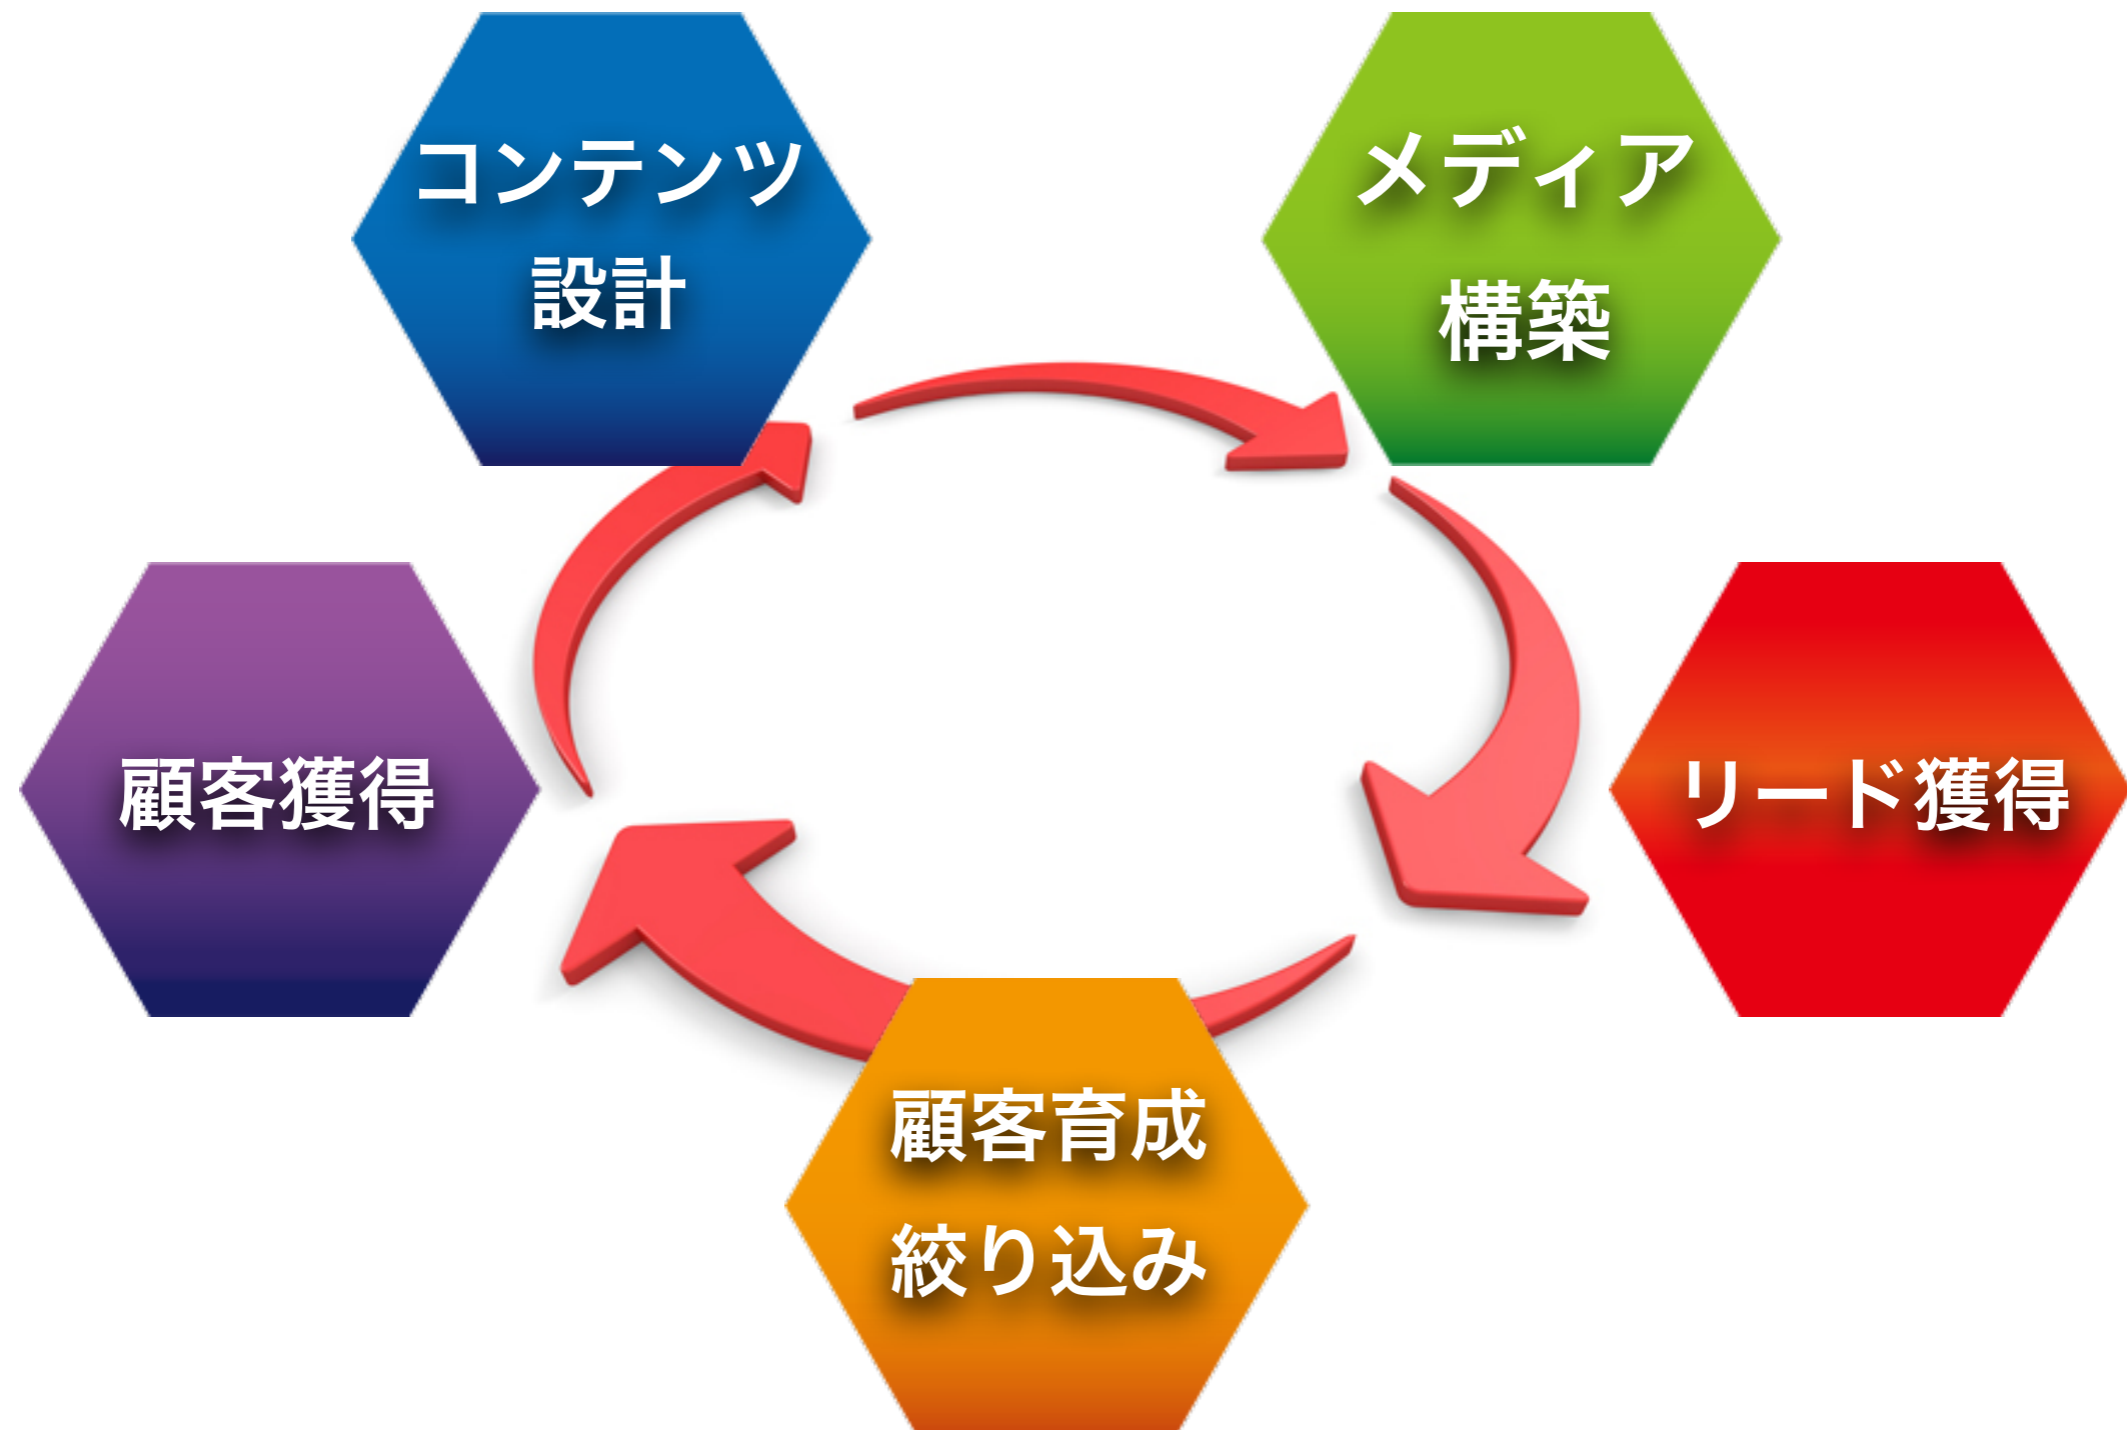 コンテンツ
設計
メディア
構築
リード獲得
顧客育成
絞り込み
顧客獲得